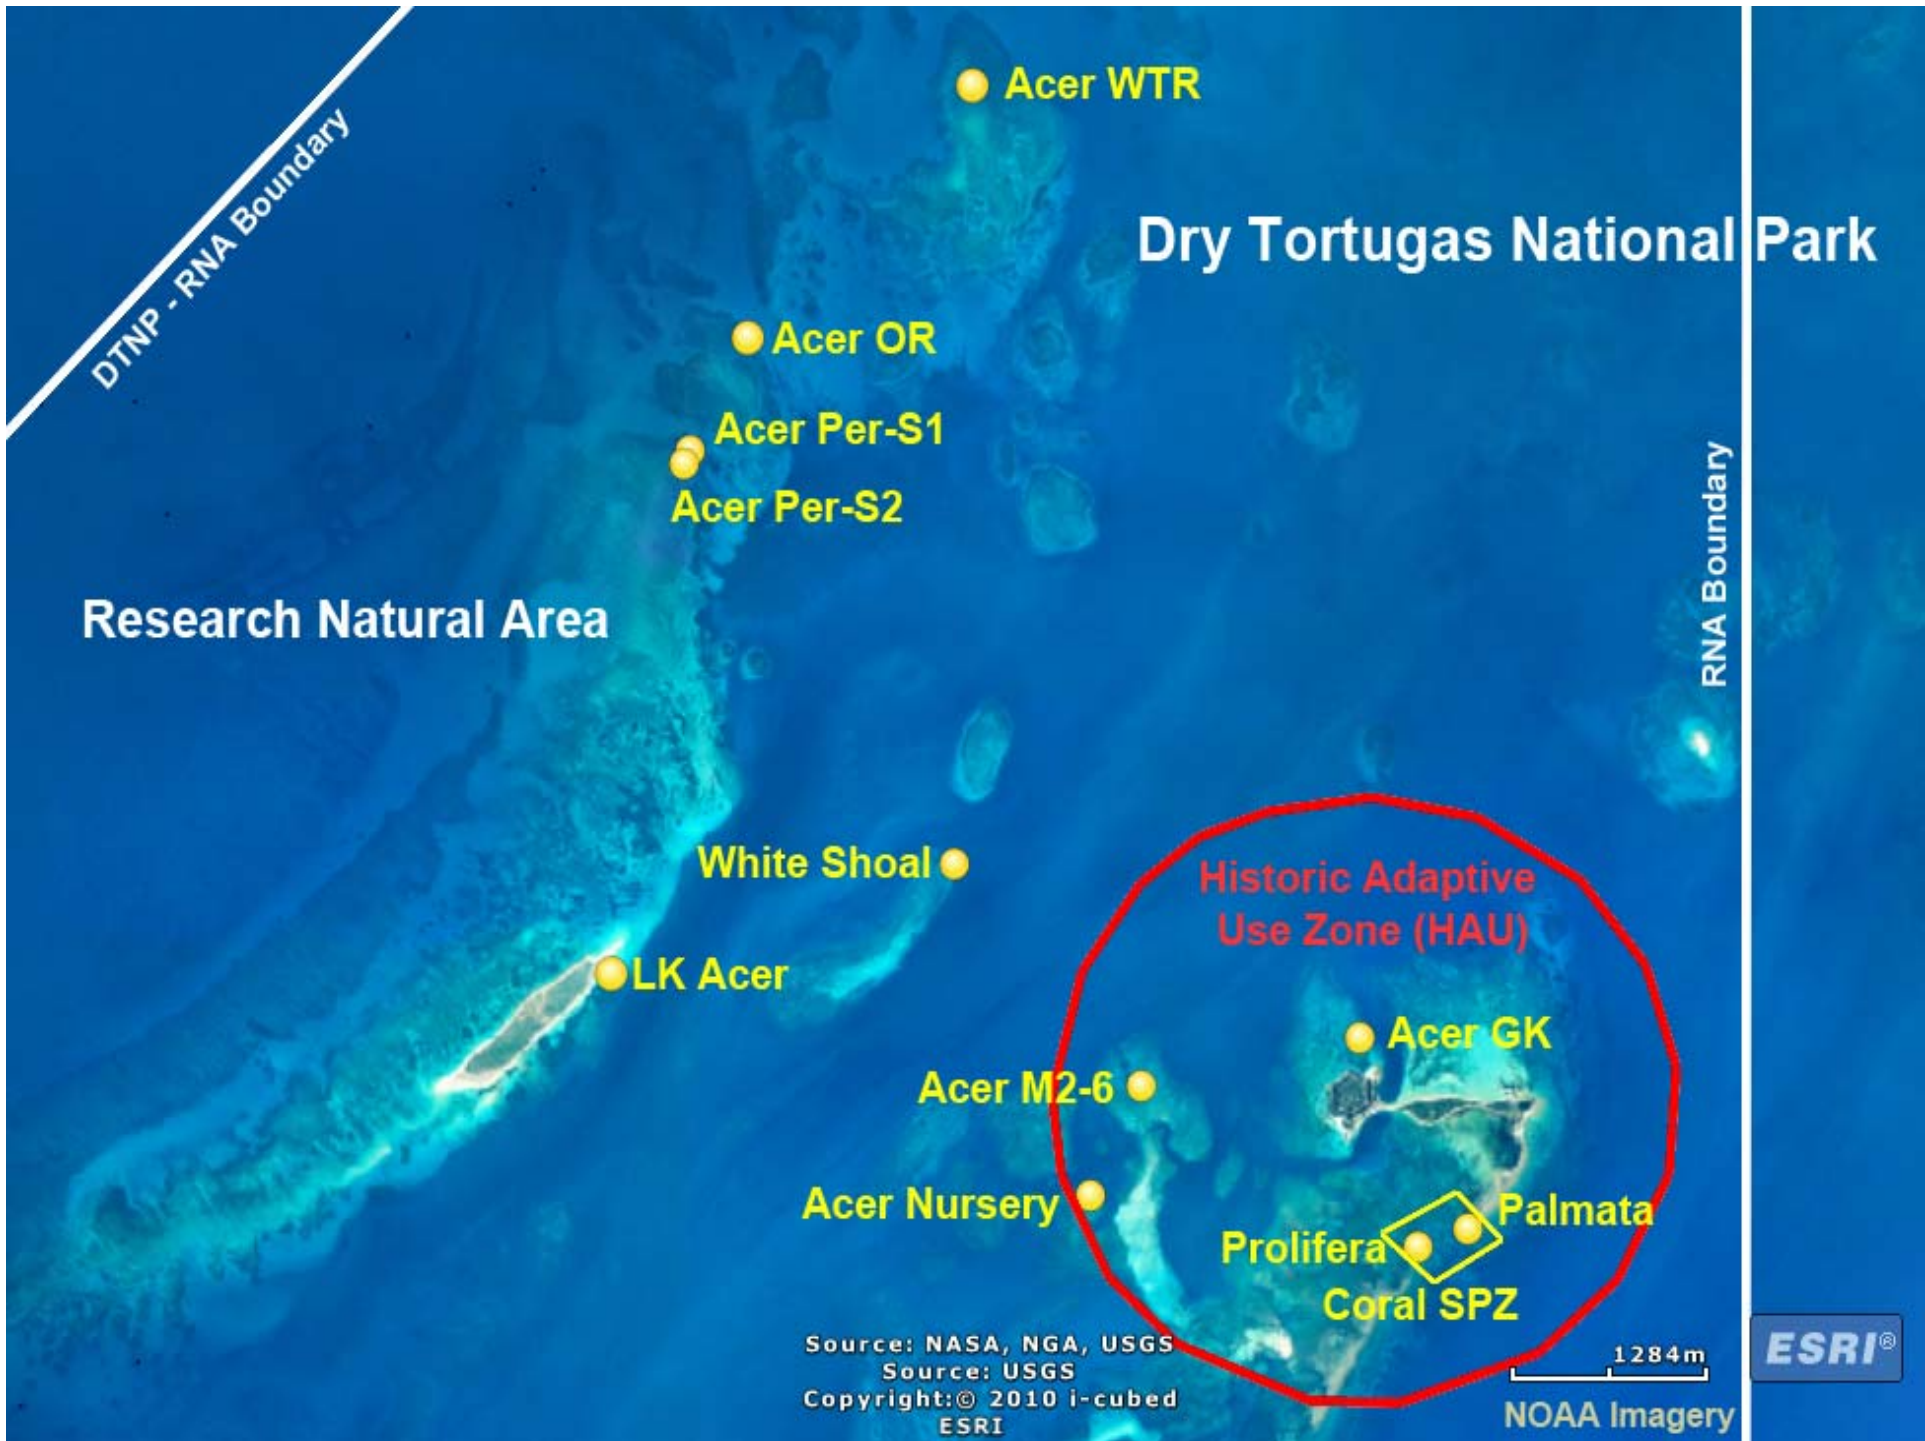 Acer WTR
DTNP - RNA Boundary
Dry Tortugas National Park
Acer OR
Acer Per-S1
Acer Per-S2
RNA Boundary
Research Natural Area
White Shoal
Historic Adaptive
Use Zone (HAU)
LK Acer
Acer GK
Acer M2-6
Acer Nursery
Palmata
Prolifera
Coral SPZ
Source: NASA, NGA, USGS
Source: USGS
Copyright:© 2010 i-cubed
ESRI
1284m
ESRI®
NOAA Imagery